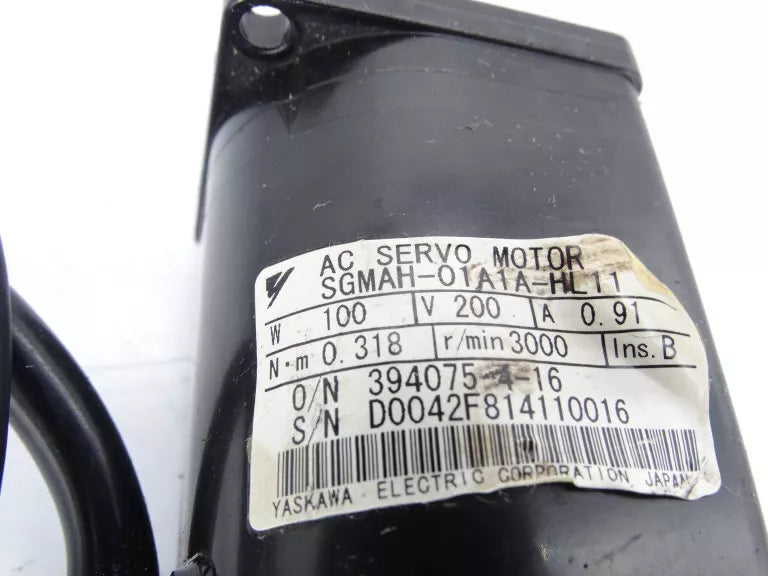 AC SERVO MOTOR
SGMAH-01A1A-HL11
W 100 V 200 A 0.91
N·m 0.318 r/min 3000 Ins. B
O/N 394075-4-16
S/N D0042F814110016
YASKAWA ELECTRIC CORPORATION JAPAN